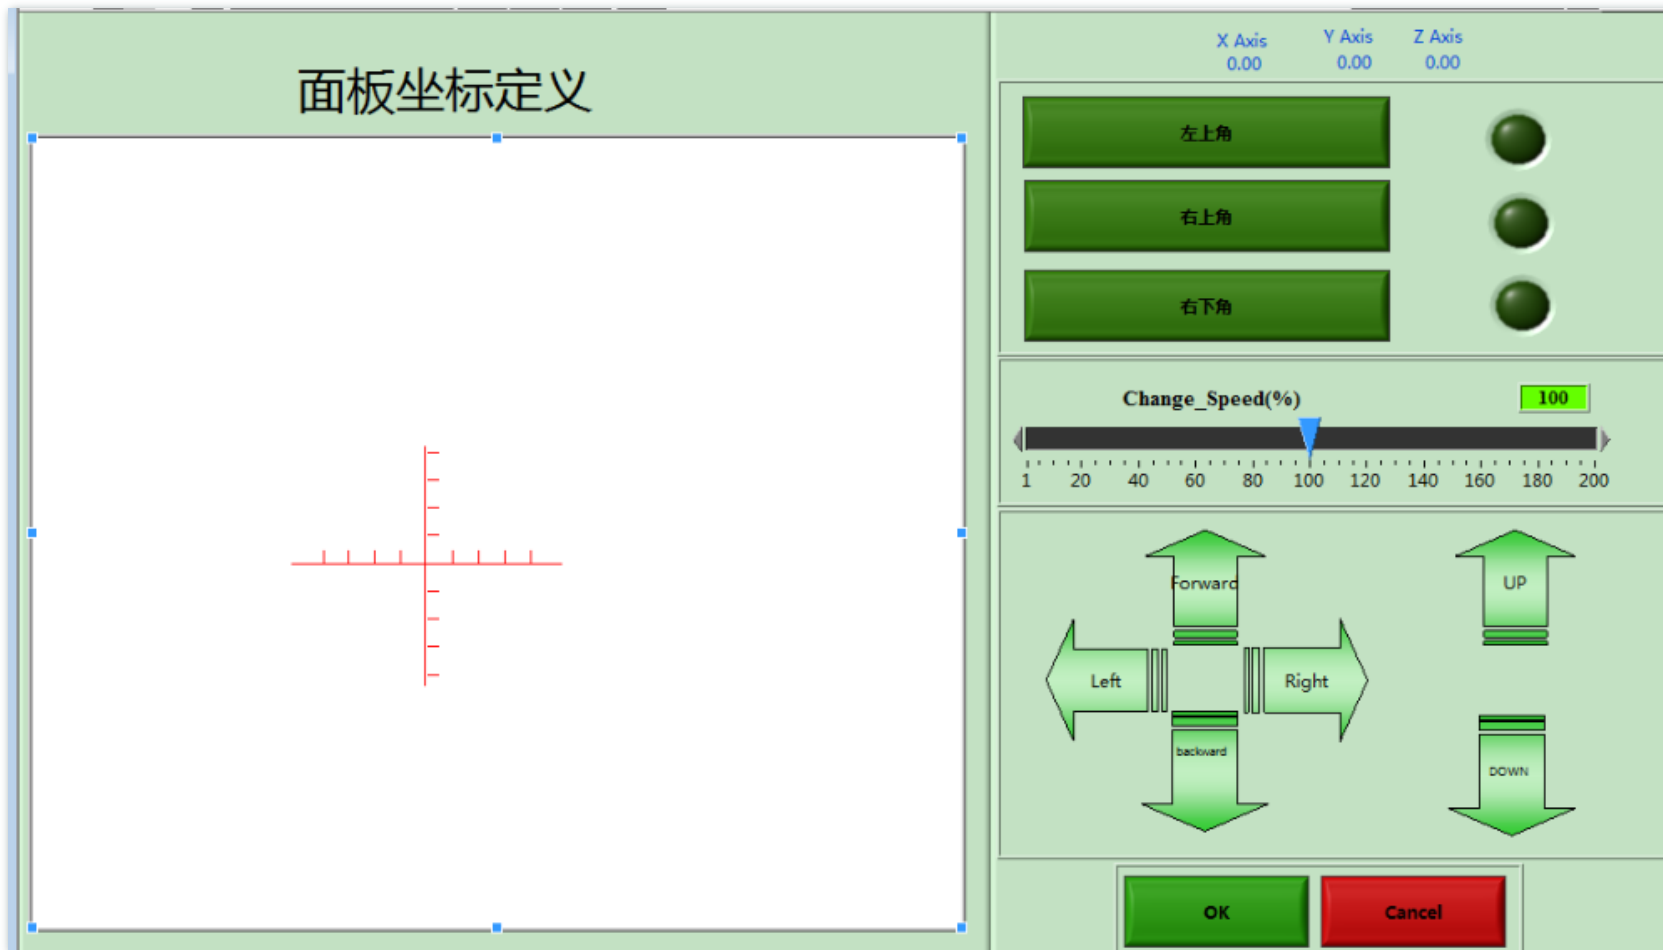 面板坐标定义
X Axis Y Axis Z Axis
0.00 0.00 0.00
左上角
右上角
右下角
Change_Speed(%) 100
1 20 40 60 80 100 120 140 160 180 200
Forward UP
Left Right
backward
DOWN
OK Cancel